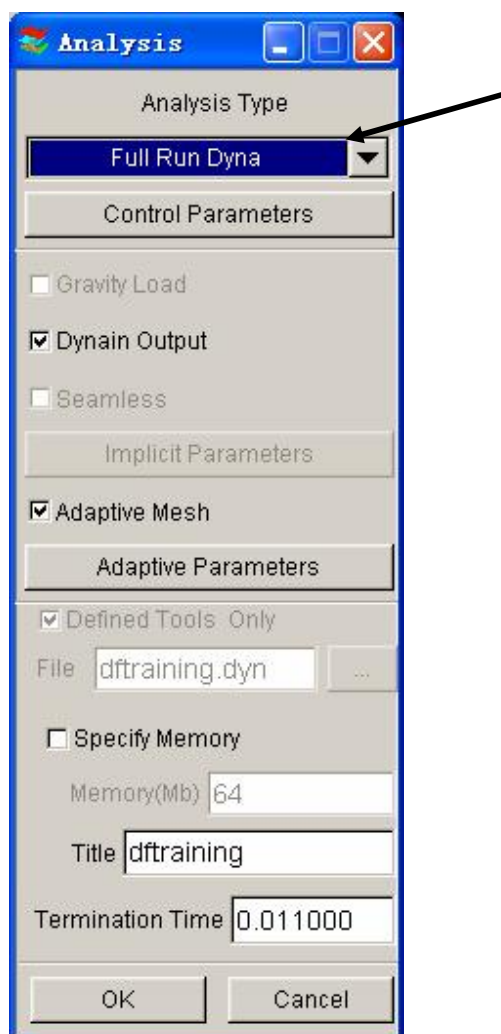 Analysis
Analysis Type
Full Run Dyna
Control Parameters
Gravity Load
Dynain Output
Seamless
Implicit Parameters
Adaptive Mesh
Adaptive Parameters
Defined Tools Only
File dftraining.dyn ...
Specify Memory
Memory(Mb) 64
Title dftraining
Termination Time 0.011000
OK Cancel